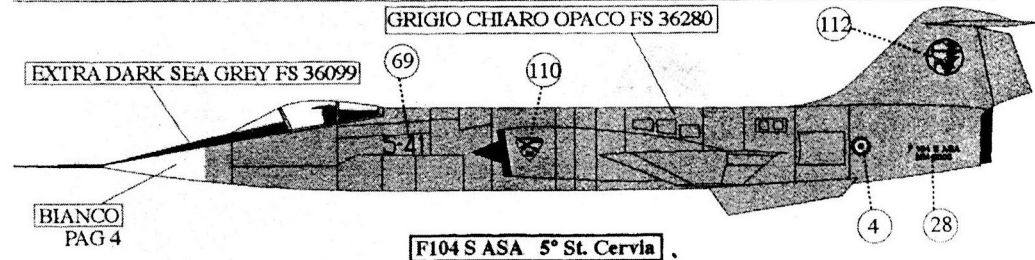 GRIGIO CHIARO OPACO FS 36280
112
EXTRA DARK SEA GREY FS 36099
69
110
5-41
BIANCO
PAG 4
4
28
F104 S ASA 5° St. Cervia